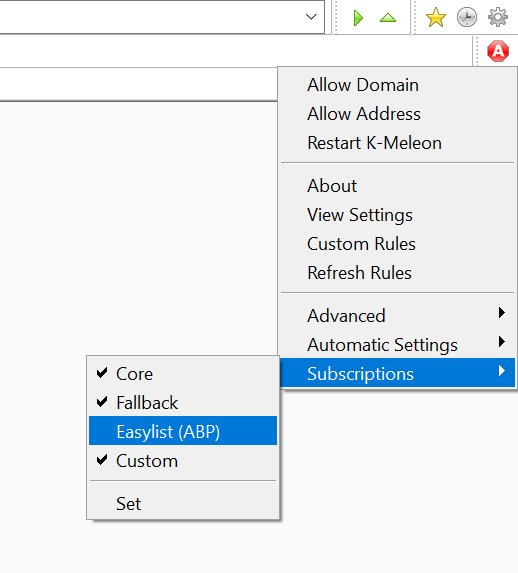 A
Allow Domain
Allow Address
Restart K-Meleon
About
View Settings
Custom Rules
Refresh Rules
Advanced
Automatic Settings
Subscriptions
Core
Fallback
Easylist (ABP)
Custom
Set